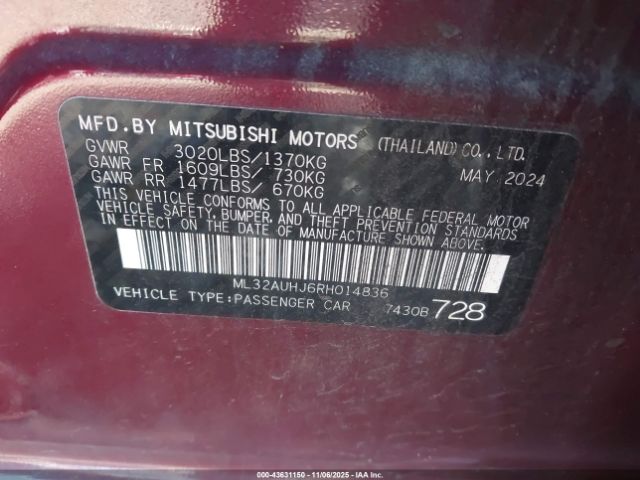 MFD.BY MITSUBISHI MOTORS (THAILAND) CO., LTD.
GVWR 3020LBS/1370KG
GAWR FR 1609LBS/ 730KG MAY 2024
GAWR RR 1477LBS/ 670KG
THIS VEHICLE CONFORMS TO ALL APPLICABLE FEDERAL MOTOR
VEHICLE SAFETY, BUMPER, AND THEFT PREVENTION STANDARDS
IN EFFECT ON THE DATE OF MANUFACTURE SHOWN ABOVE.
ML32AUHJ6RH014836
VEHICLE TYPE:PASSENGER CAR 7430B 728
000-43631150 - 11/06/2025 - IAA Inc.